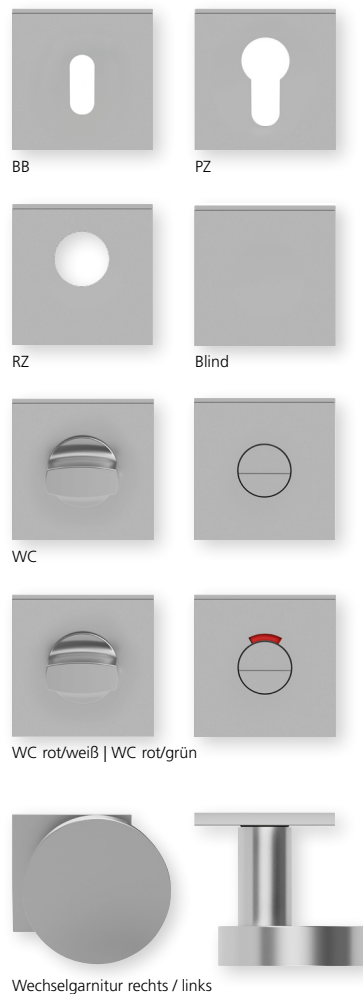 BB
PZ
RZ
Blind
WC
WC rot/weiß | WC rot/grün
Wechselgarnitur rechts / links